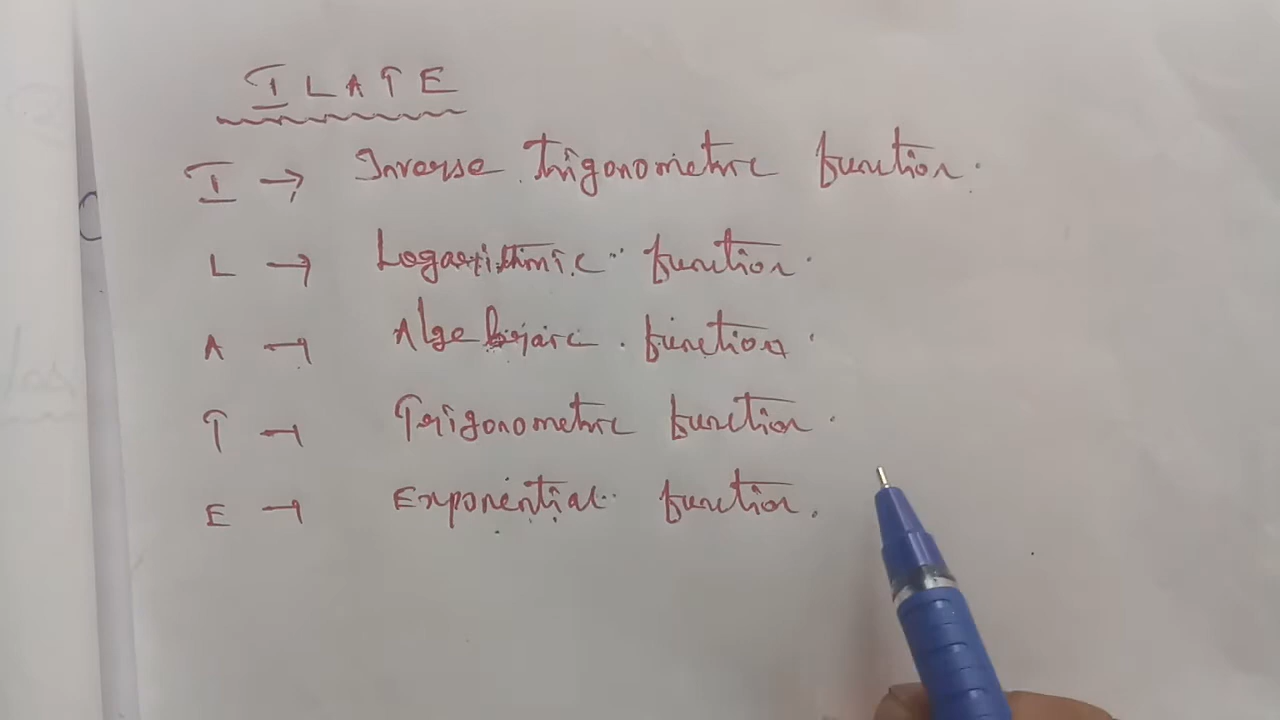 ILATE
I → Inverse trigonometric function.
L → Logarithmic function.
A → Algebraic function.
T → Trigonometric function.
E → Exponential function.